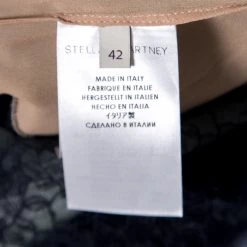 STELLA McCARTNEY
42
MADE IN ITALY
FABRIQUE EN ITALIE
HERGESTELLT IN ITALIEN
HECHO EN ITALIA
イタリア製
СДЕЛАНО В ИТАЛИИ